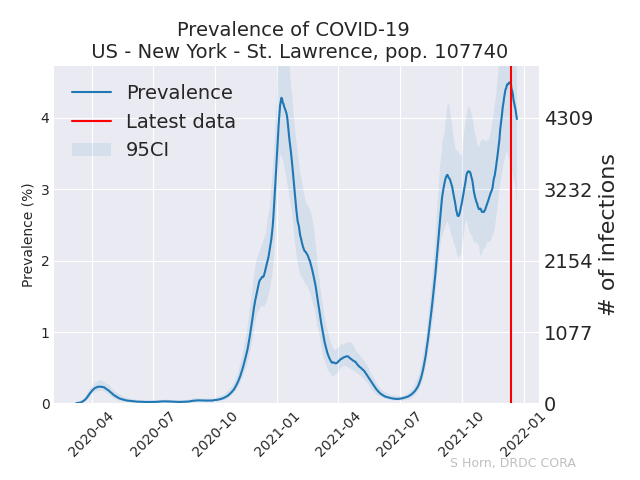 Prevalence of COVID-19
US - New York - St. Lawrence, pop. 107740
Prevalence
Latest data
95CI
Prevalence (%)
4
3
2
1
0
4309
3232
2154
1077
0
# of infections
2020-04
2020-07
2020-10
2021-01
2021-04
2021-07
2021-10
2022-01
S Horn, DRDC CORA